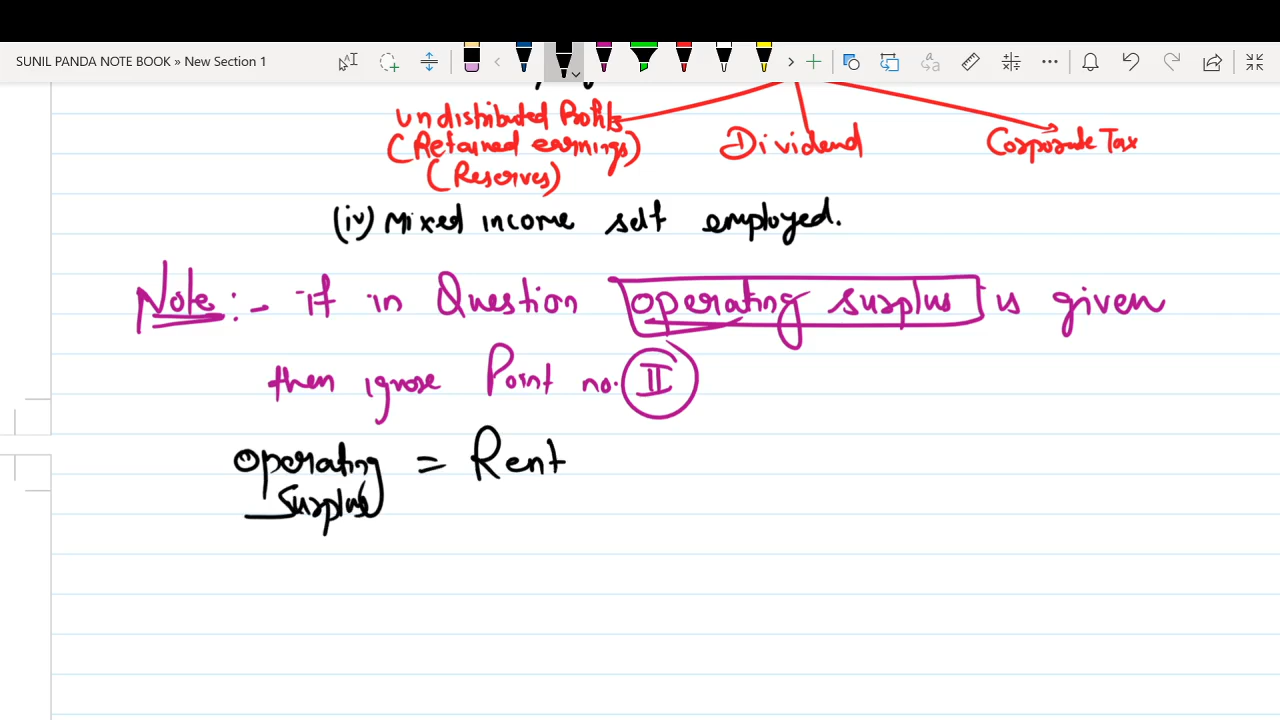 SUNIL PANDA NOTE BOOK » New Section 1
undistributed Profits
(Retained earnings)
(Reserves)
Dividend
Corporate Tax
(iv) Mixed income self employed.
Note:- if in Question operating surplus is given
then ignore Point no. II
operating = Rent
surplus